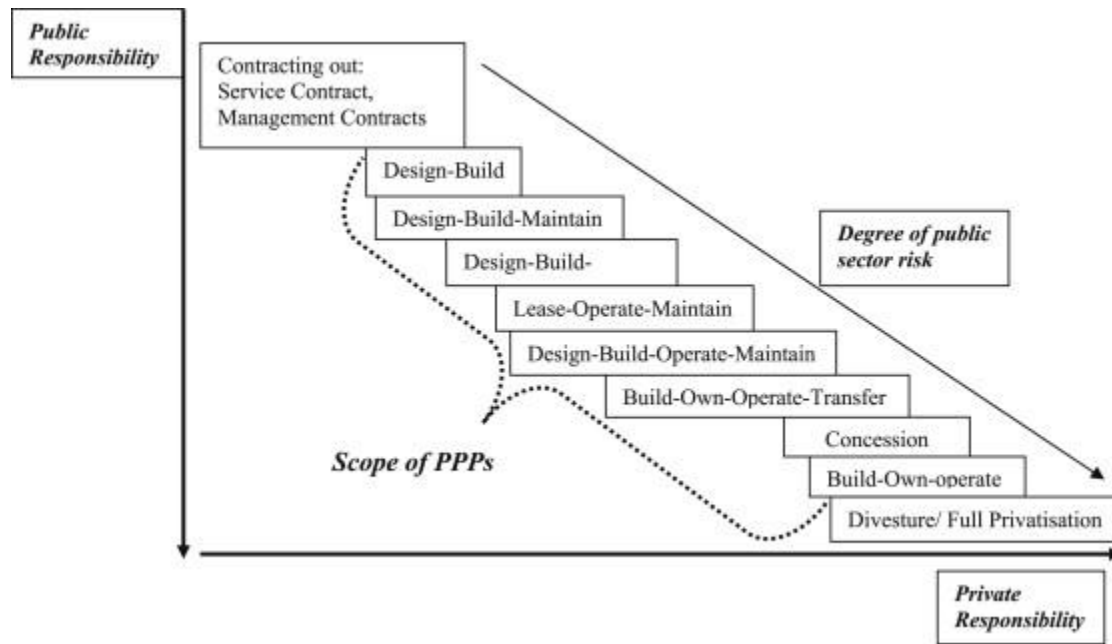 Public
Responsibility
Contracting out:
Service Contract,
Management Contracts
Design-Build
Design-Build-Maintain
Design-Build-
Lease-Operate-Maintain
Design-Build-Operate-Maintain
Build-Own-Operate-Transfer
Concession
Build-Own-operate
Divesture/ Full Privatisation
Degree of public
sector risk
Scope of PPPs
Private
Responsibility